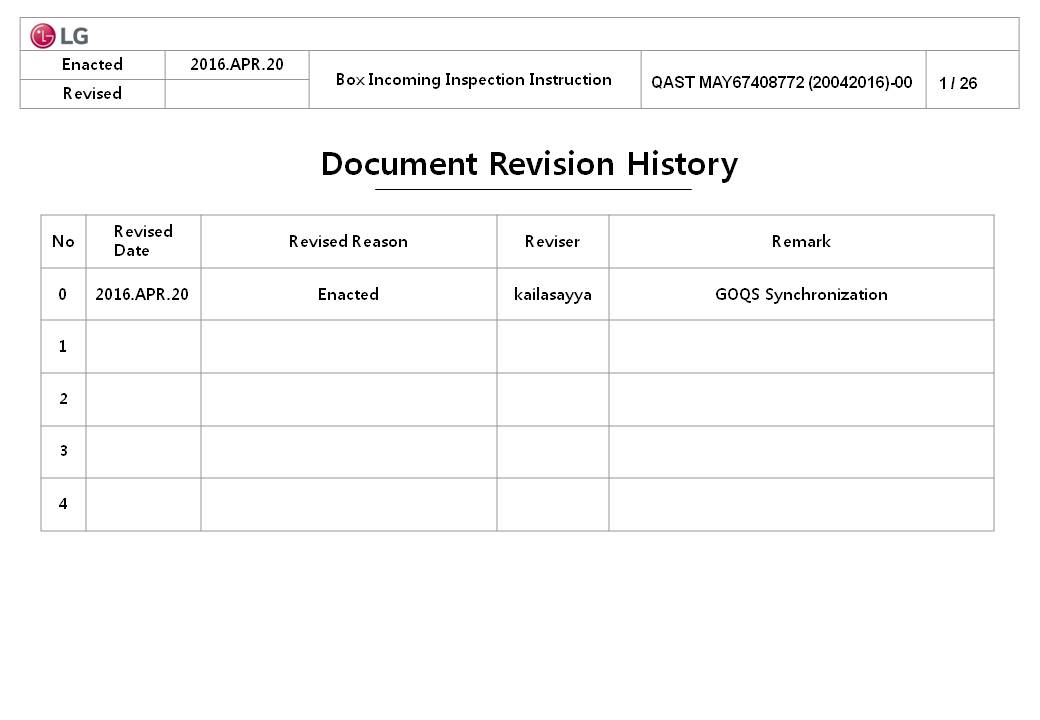 LG
Enacted 2016.APR.20 Box Incoming Inspection Instruction QAST MAY67408772 (20042016)-00 1 / 26
Revised
Document Revision History
No Revised Date Revised Reason Reviser Remark
0 2016.APR.20 Enacted kailasayya GOQS Synchronization
1
2
3
4